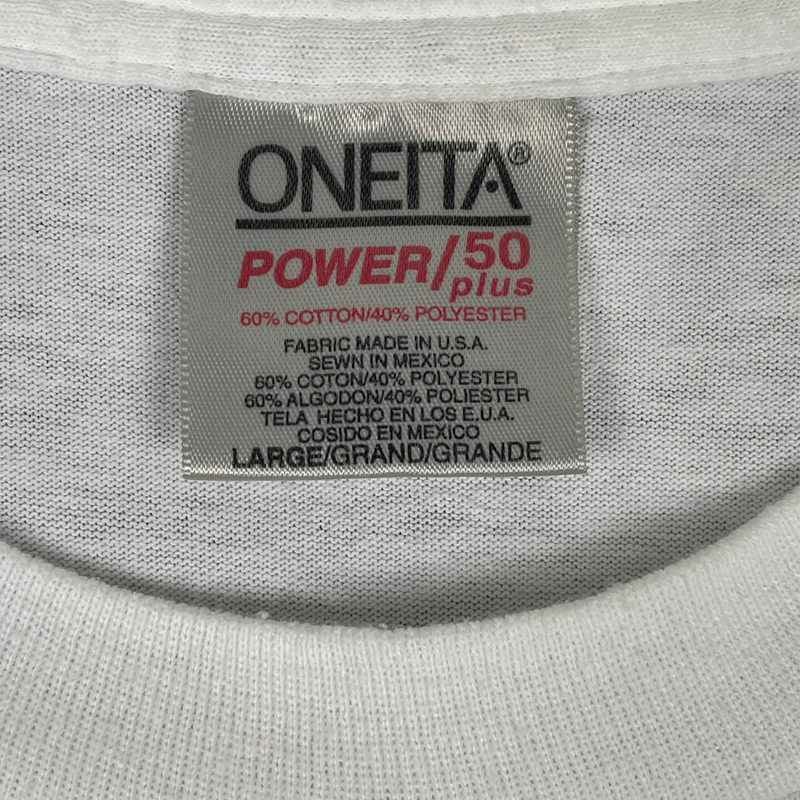 ONEITA®
POWER/50 plus
60% COTTON/40% POLYESTER
FABRIC MADE IN U.S.A.
SEWN IN MEXICO
60% COTON/40% POLYESTER
60% ALGODON/40% POLIESTER
TELA HECHO EN LOS E.U.A.
COSIDO EN MEXICO
LARGE/GRAND/GRANDE